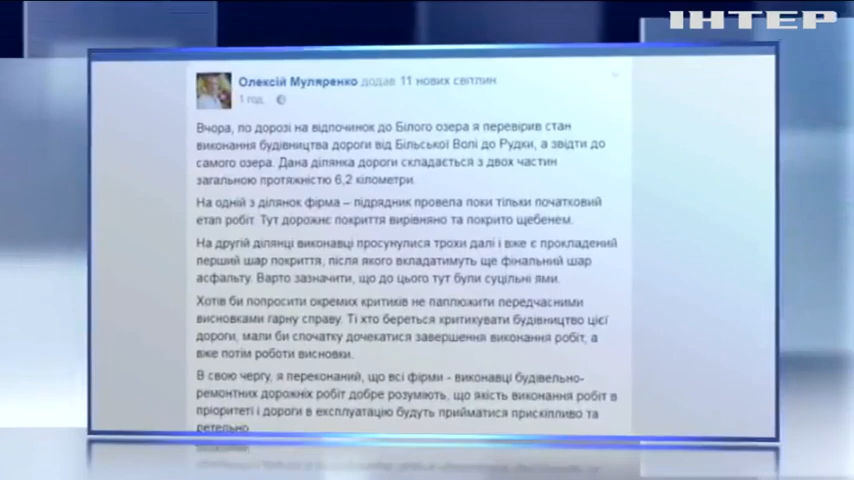 ІНТЕР
Олексій Муляренко додав 11 нових світлин.
1 год.
Вчора, по дорозі на відпочинок до Білого озера я перевірив стан
виконання будівництва дороги від Більської Волі до Рудки, а звідти до
самого озера. Дана ділянка дороги складається з двох частин
загальною протяжністю 6,2 кілометри.
На одній з ділянок фірма – підрядник провела поки тільки початковий
етап робіт. Тут дорожнє покриття вирівняно та покрито щебенем.
На другій ділянці виконавці просунулися трохи далі і вже є прокладений
перший шар покриття, після якого вкладатимуть ще фінальний шар
асфальту. Варто зазначити, що до цього тут були суцільні ями.
Хотів би попросити окремих критиків не паплюжити передчасними
висновками гарну справу. Ті хто береться критикувати будівництво цієї
дороги, мали би спочатку дочекатися завершення виконання робіт, а
вже потім роботи висновки.
В свою чергу, я переконаний, що всі фірми - виконавці будівельно-
ремонтних дорожніх робіт добре розуміють, що якість виконання робіт в
пріоритеті і дороги в експлуатацію будуть прийматися прискіпливо та
ретельно